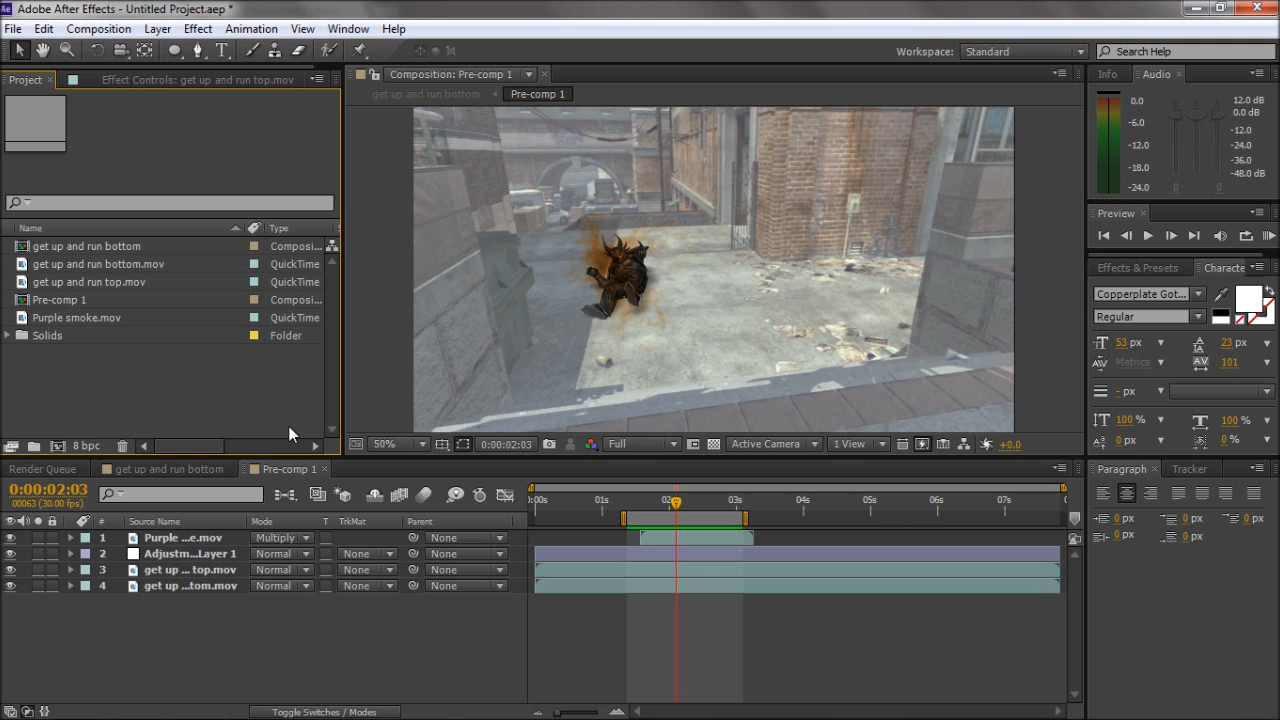 Ae Adobe After Effects - Untitled Project.aep *
File Edit Composition Layer Effect Animation View Window Help
Workspace: Standard Search Help
Project Effect Controls: get up and run top.mov
Composition: Pre-comp 1
get up and run bottom Pre-comp 1
Name Type
get up and run bottom Composi...
get up and run bottom.mov QuickTime
get up and run top.mov QuickTime
Pre-comp 1 Composi...
Purple smoke.mov QuickTime
Solids Folder
8 bpc
50% 0:00:02:03 Full Active Camera 1 View +0.0
Info Audio
0.0 12.0 dB
-6.0 0.0 dB
-12.0 -12.0
-24.0
-18.0 -36.0
-24.0 -48.0 dB
0 0
Preview
Effects & Presets Characte
Copperplate Got...
Regular
T 53 px 23 px
Metrics 101
- px
100 % 100 %
0 px 0 %
Paragraph Tracker
0 px 0 px 0 px
0 px 0 px
Render Queue get up and run bottom Pre-comp 1
0:00:02:03
00063 (30.00 fps)
:00s 01s 02s 03s 04s 05s 06s 07s
# Source Name Mode T TrkMat Parent
1 Purple ...e.mov Multiply None
2 Adjustm...Layer 1 Normal None None
3 get up ... top.mov Normal None None
4 get up ...tom.mov Normal None None
Toggle Switches / Modes